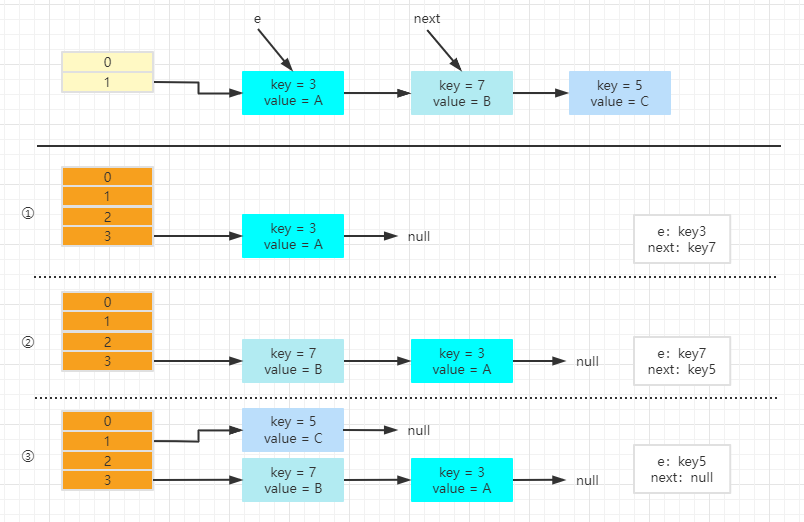 e
next
0
1
key = 3
value = A
key = 7
value = B
key = 5
value = C
①
0
1
2
3
key = 3
value = A
null
e: key3
next: key7
②
0
1
2
3
key = 7
value = B
key = 3
value = A
null
e: key7
next: key5
③
0
1
2
3
key = 5
value = C
null
key = 7
value = B
key = 3
value = A
null
e: key5
next: null